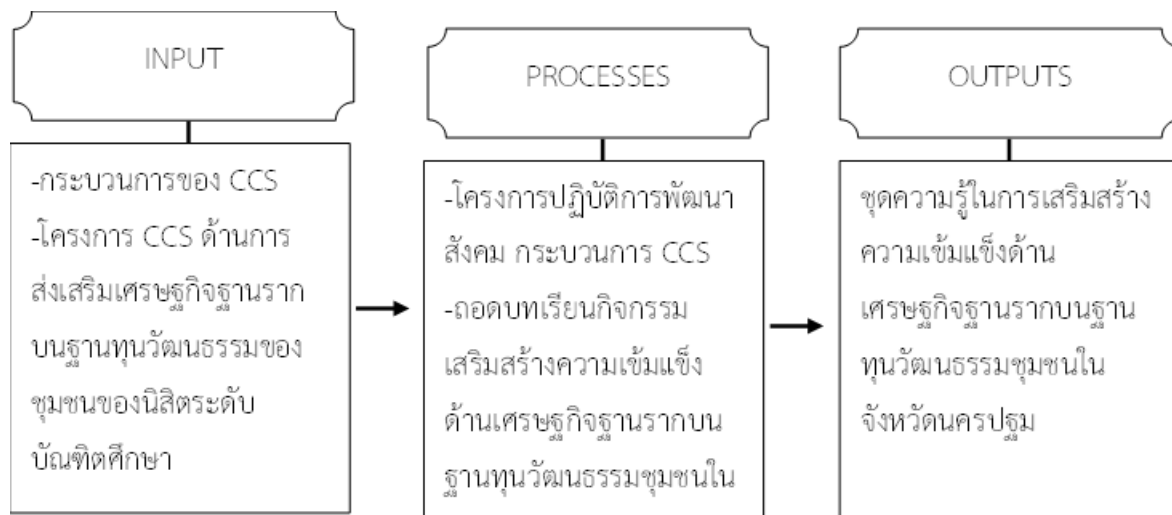 INPUT
-กระบวนการของ CCS
-โครงการ CCS ด้านการ
ส่งเสริมเศรษฐกิจฐานราก
บนฐานทุนวัฒนธรรมของ
ชุมชนของนิสิตระดับ
บัณฑิตศึกษา
PROCESSES
-โครงการปฏิบัติการพัฒนา
สังคม กระบวนการ CCS
-ถอดบทเรียนกิจกรรม
เสริมสร้างความเข้มแข็ง
ด้านเศรษฐกิจฐานรากบน
ฐานทุนวัฒนธรรมชุมชนใน
OUTPUTS
ชุดความรู้ในการเสริมสร้าง
ความเข้มแข็งด้าน
เศรษฐกิจฐานรากบนฐาน
ทุนวัฒนธรรมชุมชนใน
จังหวัดนครปฐม